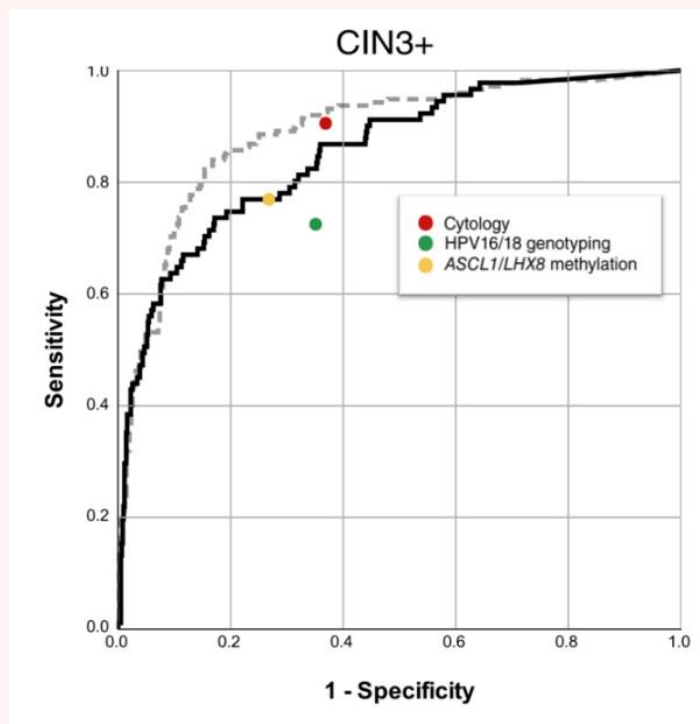 CIN3+
1.0
0.8
0.6
0.4
0.2
0.0
Sensitivity
Cytology
HPV16/18 genotyping
ASCL1/LHX8 methylation
0.0 0.2 0.4 0.6 0.8 1.0
1 - Specificity